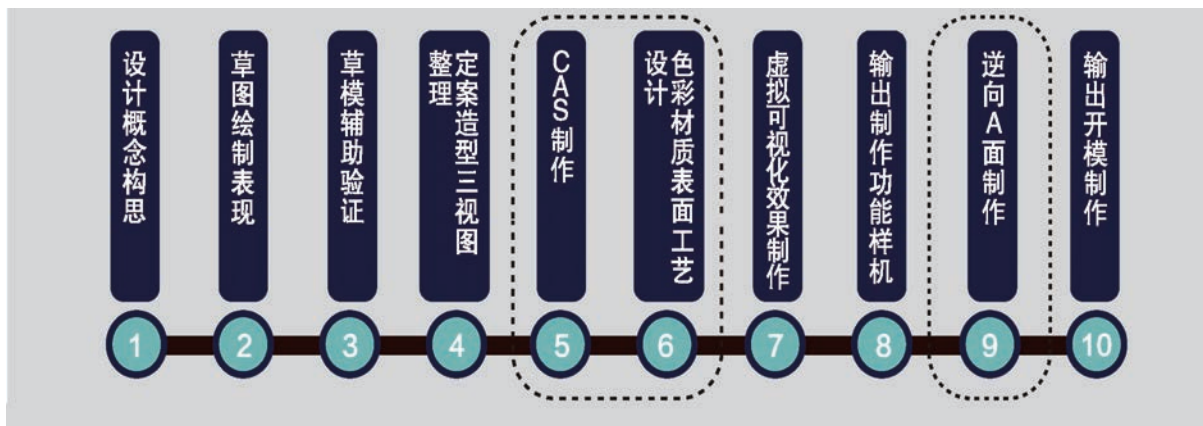 设计概念构思
草图绘制表现
草模辅助验证
定案造型三视图
整理
CAS制作
色彩材质表面工艺
设计
虚拟可视化效果制作
输出制作功能样机
逆向A面制作
输出开模制作
1
2
3
4
5
6
7
8
9
10